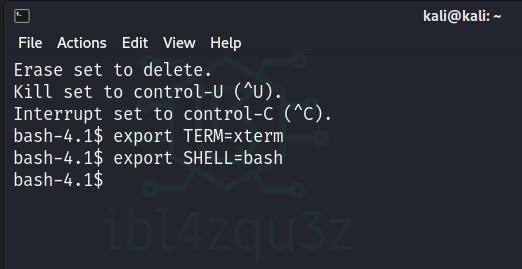 kali@kali: ~
File Actions Edit View Help
Erase set to delete.
Kill set to control-U (^U).
Interrupt set to control-C (^C).
bash-4.1$ export TERM=xterm
bash-4.1$ export SHELL=bash
bash-4.1$
ibl4zqu3z